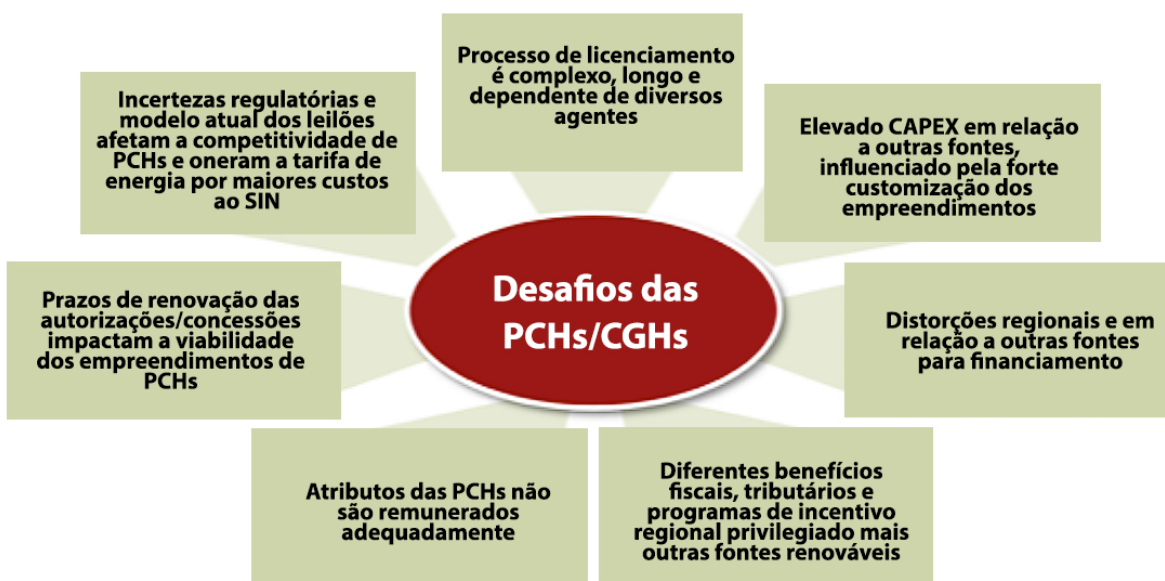 Processo de licenciamento
é complexo, longo e
dependente de diversos
agentes
Incertezas regulatórias e
modelo atual dos leilões
afetam a competitividade de
PCHs e oneram a tarifa de
energia por maiores custos
ao SIN
Elevado CAPEX em relação
a outras fontes,
influenciado pela forte
customização dos
empreendimentos
Desafios das
PCHs/CGHs
Prazos de renovação das
autorizações/concessões
impactam a viabilidade
dos empreendimentos de
PCHs
Distorções regionais e em
relação a outras fontes
para financiamento
Atributos das PCHs não
são remunerados
adequadamente
Diferentes benefícios
fiscais, tributários e
programas de incentivo
regional privilegiado mais
outras fontes renováveis